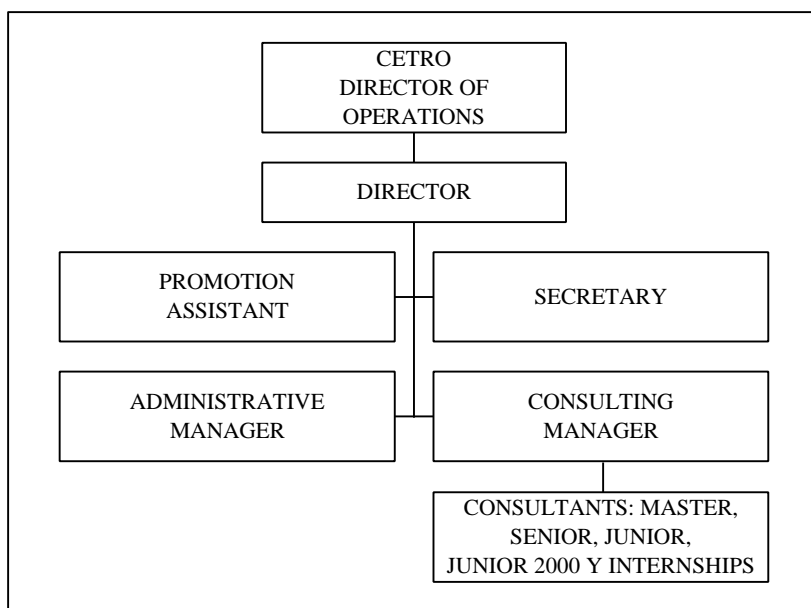 CETRO
DIRECTOR OF
OPERATIONS
DIRECTOR
PROMOTION
ASSISTANT
SECRETARY
ADMINISTRATIVE
MANAGER
CONSULTING
MANAGER
CONSULTANTS: MASTER,
SENIOR, JUNIOR,
JUNIOR 2000 Y INTERNSHIPS